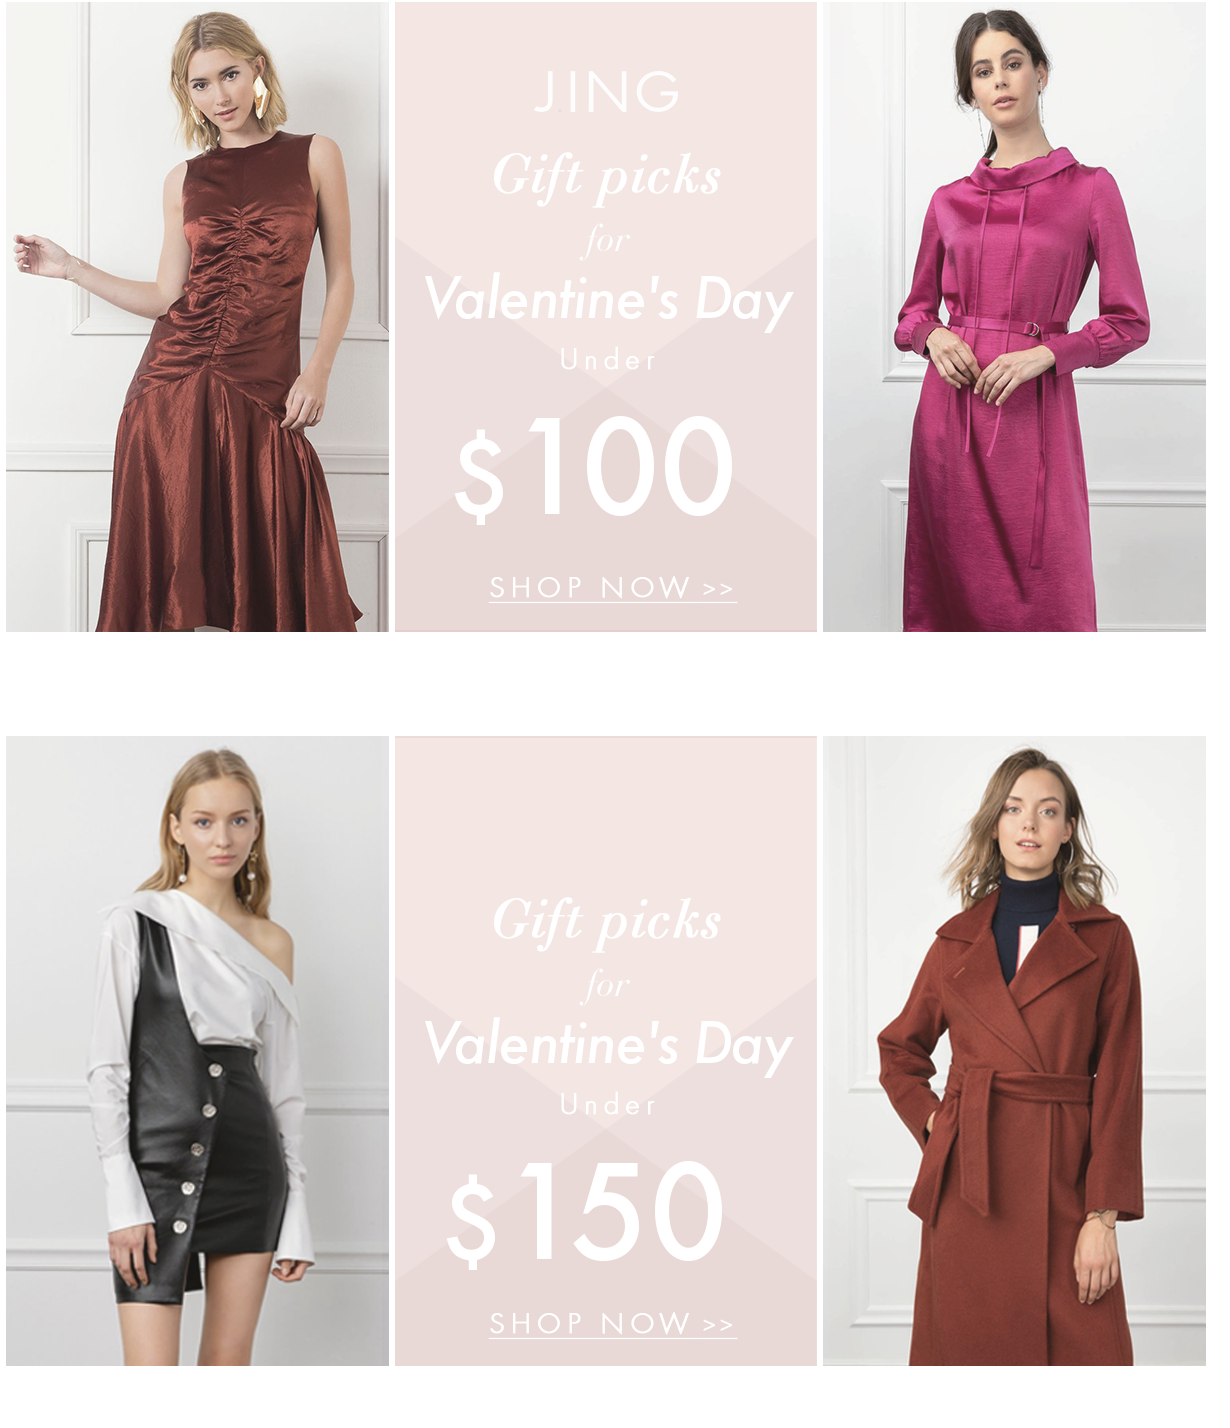 JING
Gift picks
for
Valentine's Day
Under
$100
SHOP NOW >>
Gift picks
for
Valentine's Day
Under
$150
SHOP NOW >>